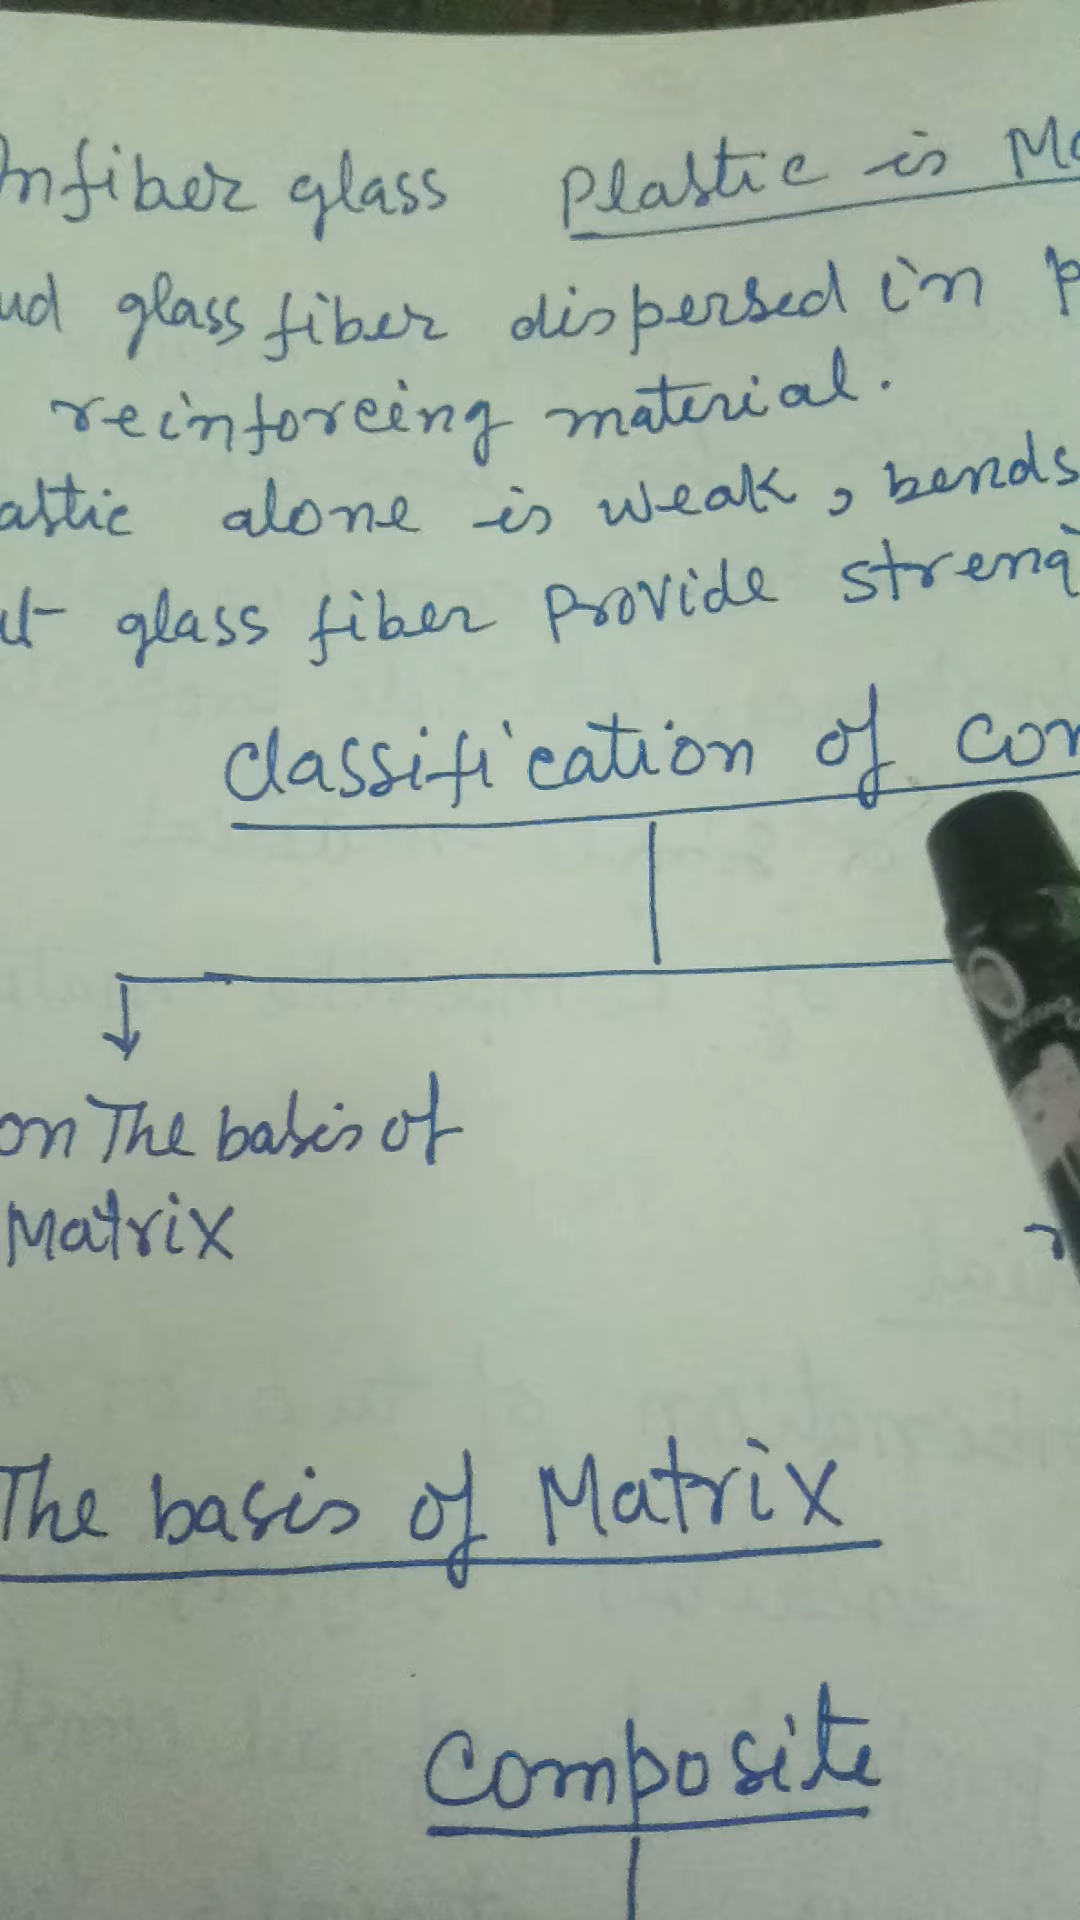 Infiber glass Plastic is
glass fiber dispersed in
reinforcing material.
alone is weak, bends
glass fiber Provide
classification of
on The basis of
Matrix
The basis of Matrix
Composite